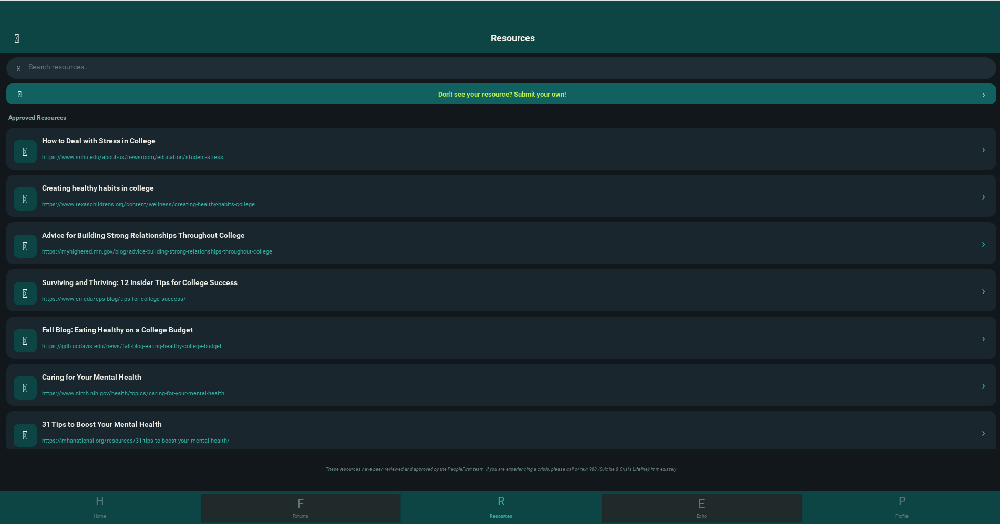 Resources
Search resources...
Don't see your resource? Submit your own!
›
Approved Resources
How to Deal with Stress in College
https://www.snhu.edu/about-us/newsroom/education/student-stress
›
Creating healthy habits in college
https://www.texaschildrens.org/content/wellness/creating-healthy-habits-college
›
Advice for Building Strong Relationships Throughout College
https://myhighered.mn.gov/blog/advice-building-strong-relationships-throughout-college
›
Surviving and Thriving: 12 Insider Tips for College Success
https://www.cn.edu/cps-blog/tips-for-college-success/
›
Fall Blog: Eating Healthy on a College Budget
https://gdb.ucdavis.edu/news/fall-blog-eating-healthy-college-budget
›
Caring for Your Mental Health
https://www.nimh.nih.gov/health/topics/caring-for-your-mental-health
›
31 Tips to Boost Your Mental Health
https://mhanational.org/resources/31-tips-to-boost-your-mental-health/
›
These resources have been reviewed and approved by the PeopleFirst team. If you are experiencing a crisis, please call or text 988 (Suicide & Crisis Lifeline) immediately.
H F R E P
Home Forums Resources Echo Profile